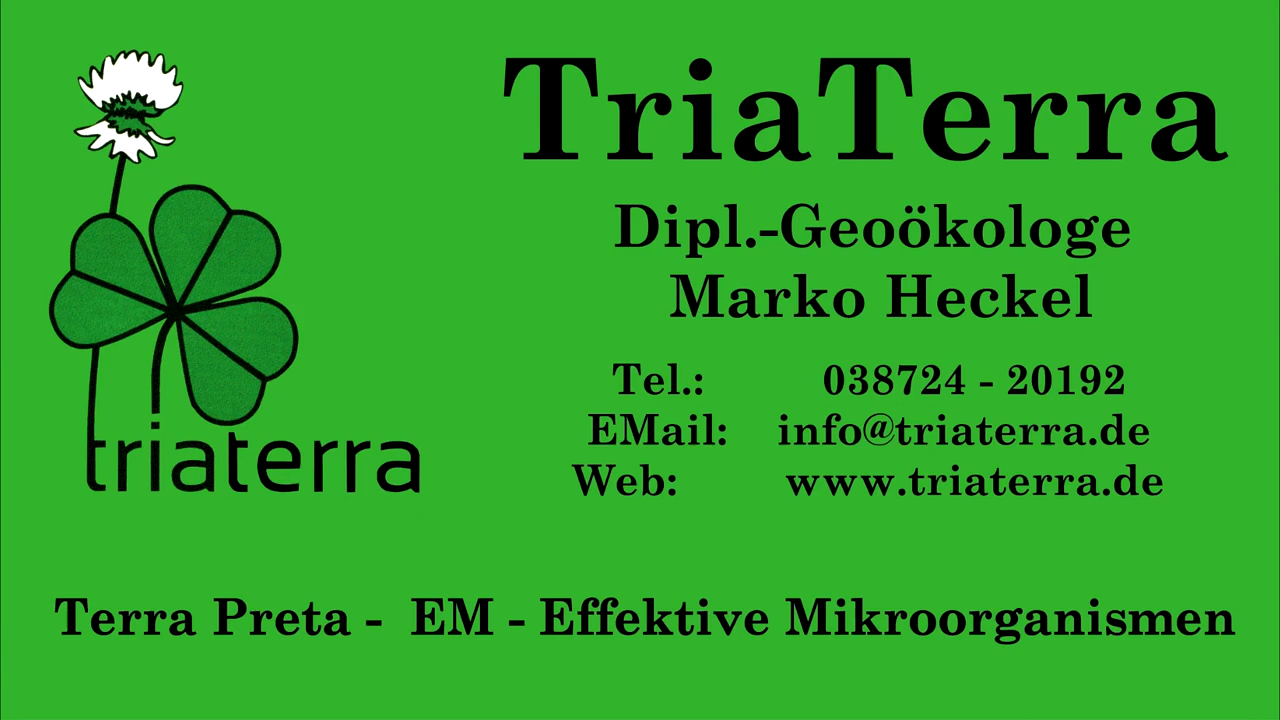 TriaTerra
Dipl.-Geoökologe
Marko Heckel
Tel.: 038724 - 20192
EMail: info@triaterra.de
Web: www.triaterra.de
triaterra
Terra Preta - EM - Effektive Mikroorganismen